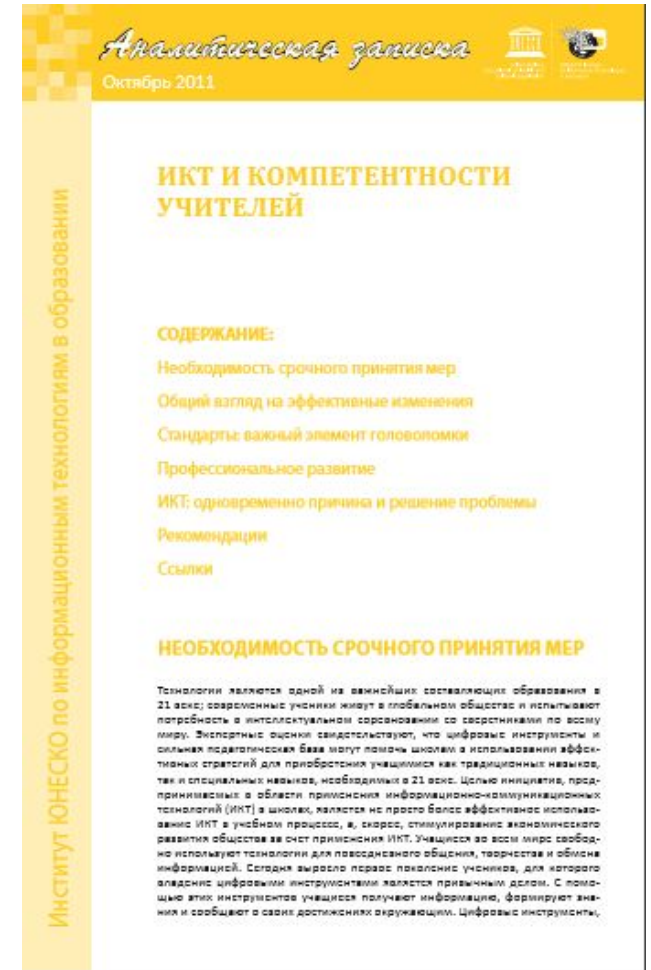 Аналитическая записка
Октябрь 2011
Институт ЮНЕСКО по информационным технологиям в образовании
ИКТ И КОМПЕТЕНТНОСТИ
УЧИТЕЛЕЙ
СОДЕРЖАНИЕ:
Необходимость срочного принятия мер
Общий взгляд на эффективные изменения
Стандарты: важный элемент головоломки
Профессиональное развитие
ИКТ: одновременно причина и решение проблемы
Рекомендации
Ссылки
НЕОБХОДИМОСТЬ СРОЧНОГО ПРИНЯТИЯ МЕР
Технологии являются одной из важнейших составляющих образования в
21 веке; современные ученики живут в глобальном обществе и испытывают
потребность в интеллектуальном соревновании со сверстниками по всему
миру. Экспертные оценки свидетельствуют, что цифровые инструменты и
сильная педагогическая база могут помочь школам в использовании эффек-
тивных стратегий для приобретения учащимися как традиционных навыков,
так и специальных навыков, необходимых в 21 веке. Целью инициатив, пред-
принимаемых в области применения информационно-коммуникационных
технологий (ИКТ) в школах, является не просто более эффективное использо-
вание ИКТ в учебном процессе, а, скорее, стимулирование экономического
развития общества за счет применения ИКТ. Учащиеся во всем мире свобод-
но используют технологии для повседневного общения, творчества и обмена
информацией. Сегодня выросло первое поколение учеников, для которого
владение цифровыми инструментами является привычным делом. С помо-
щью этих инструментов учащиеся получают информацию, формируют зна-
ния и сообщают о своих достижениях окружающим. Цифровые инструменты,